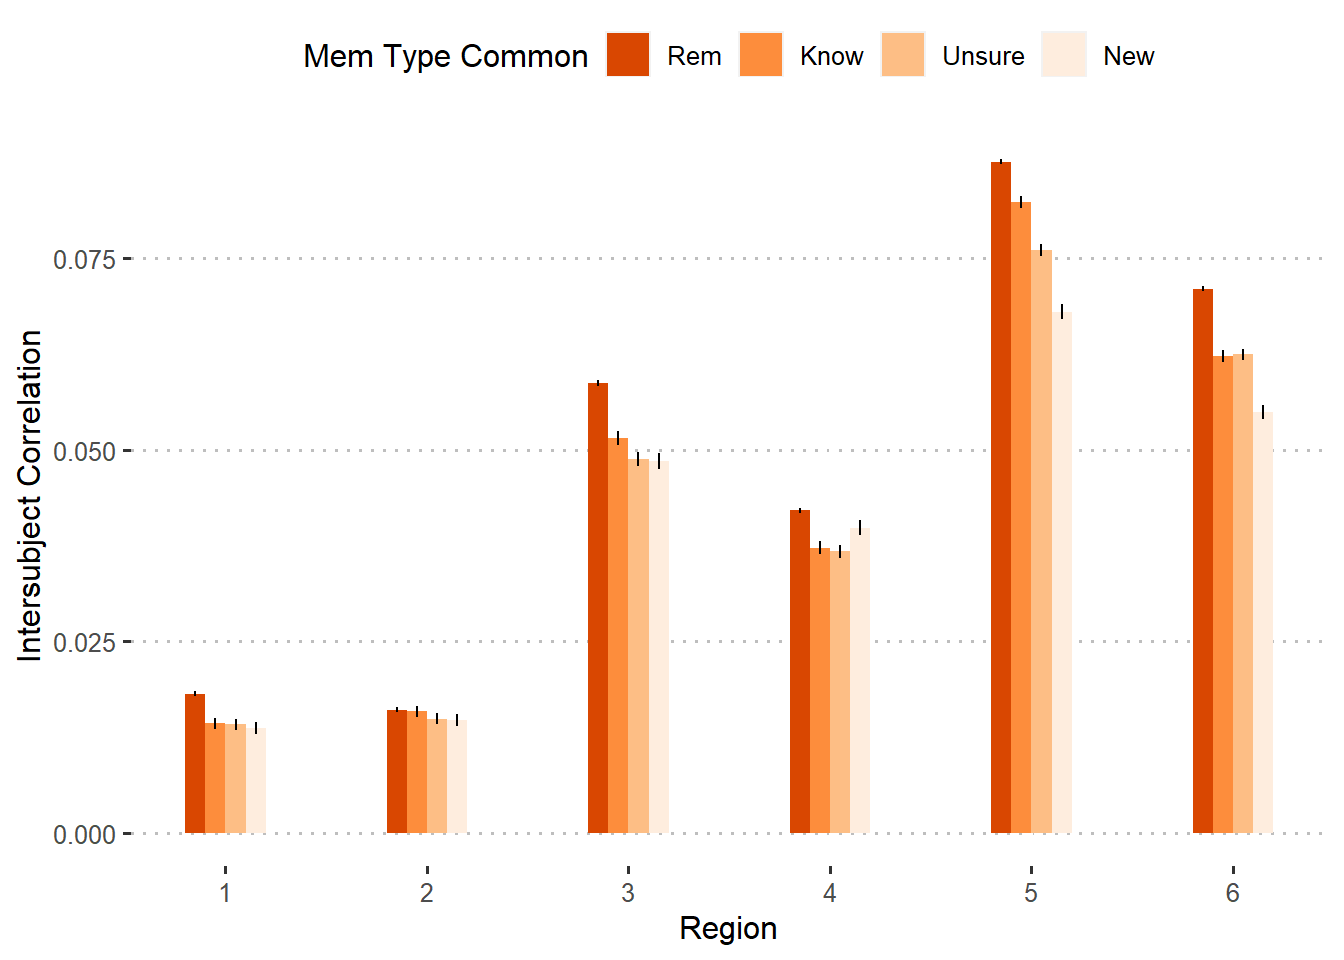 Mem Type Common Rem Know Unsure New
0.075
0.050
0.025
0.000
Intersubject Correlation
1 2 3 4 5 6
Region